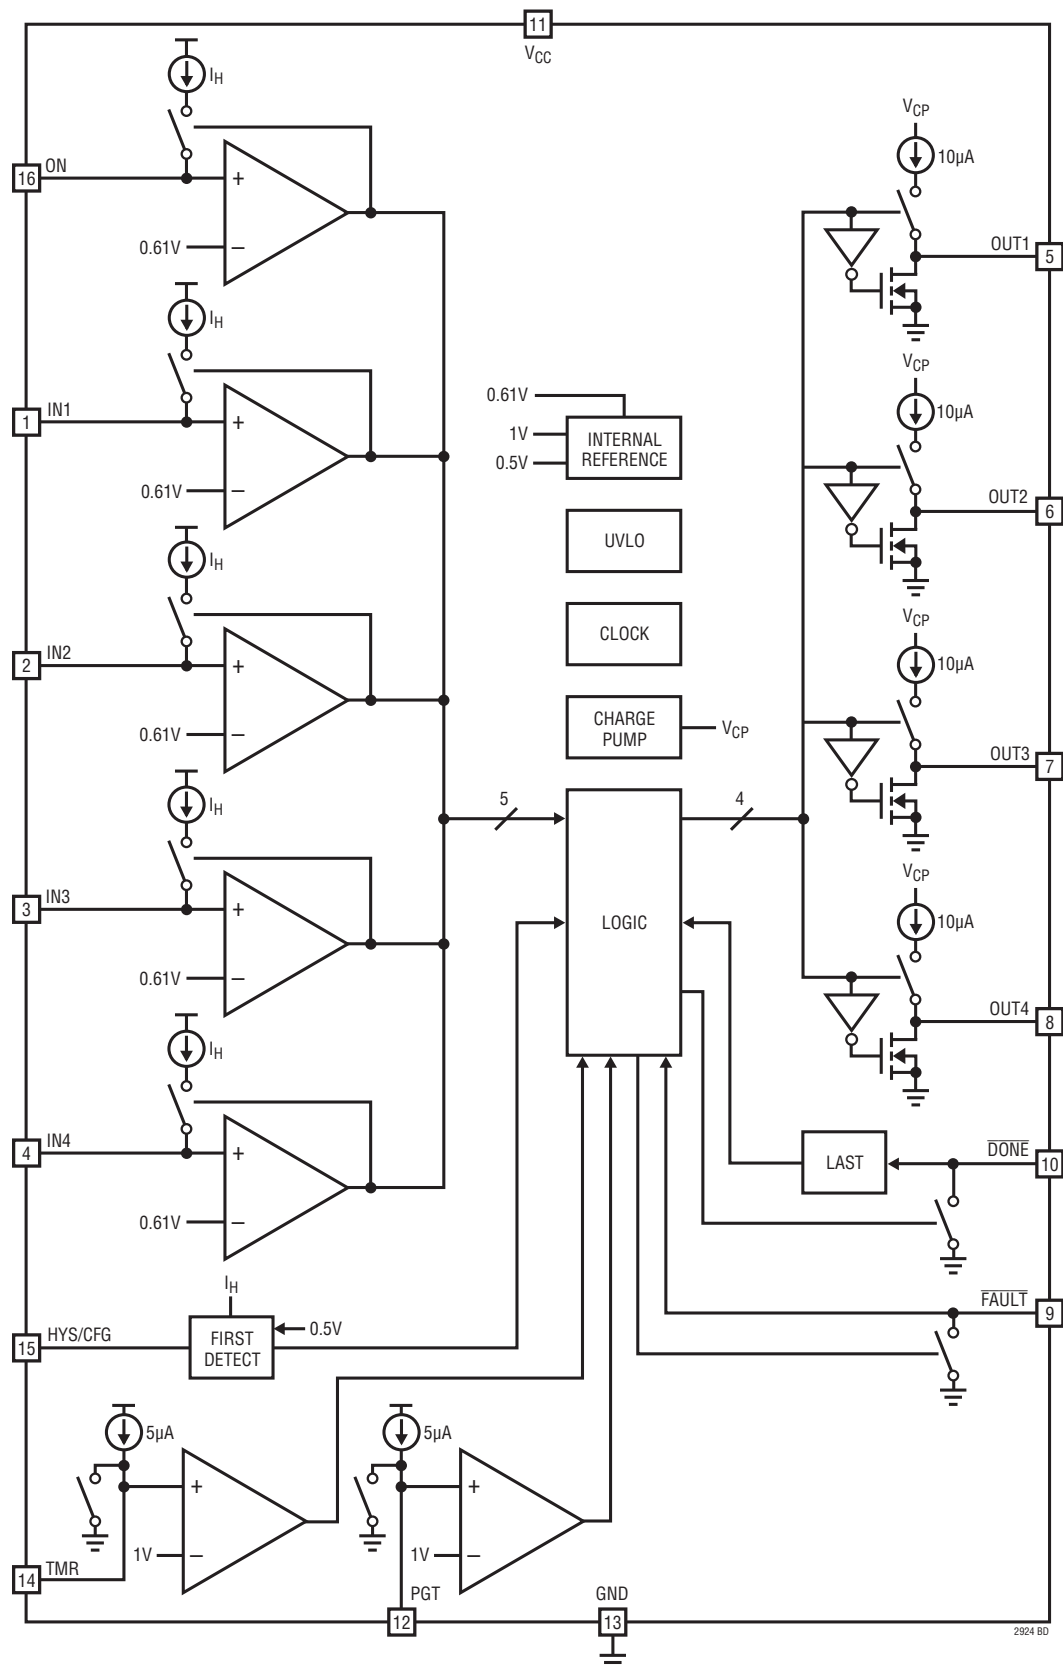 11
VCC
IH
16
ON
+
0.61V
–
VCP
10µA
OUT1
5
IH
1
IN1
+
0.61V
–
0.61V
1V
0.5V
INTERNAL
REFERENCE
VCP
10µA
OUT2
6
IH
2
IN2
+
0.61V
–
UVLO
CLOCK
CHARGE
PUMP
VCP
VCP
10µA
OUT3
7
IH
3
IN3
+
0.61V
–
5
LOGIC
4
VCP
10µA
OUT4
8
IH
4
IN4
+
0.61V
–
LAST
DONE
10
FAULT
9
IH
15
HYS/CFG
FIRST
DETECT
0.5V
5µA
+
1V
–
14
TMR
5µA
+
1V
–
PGT
12
GND
13
2924 BD